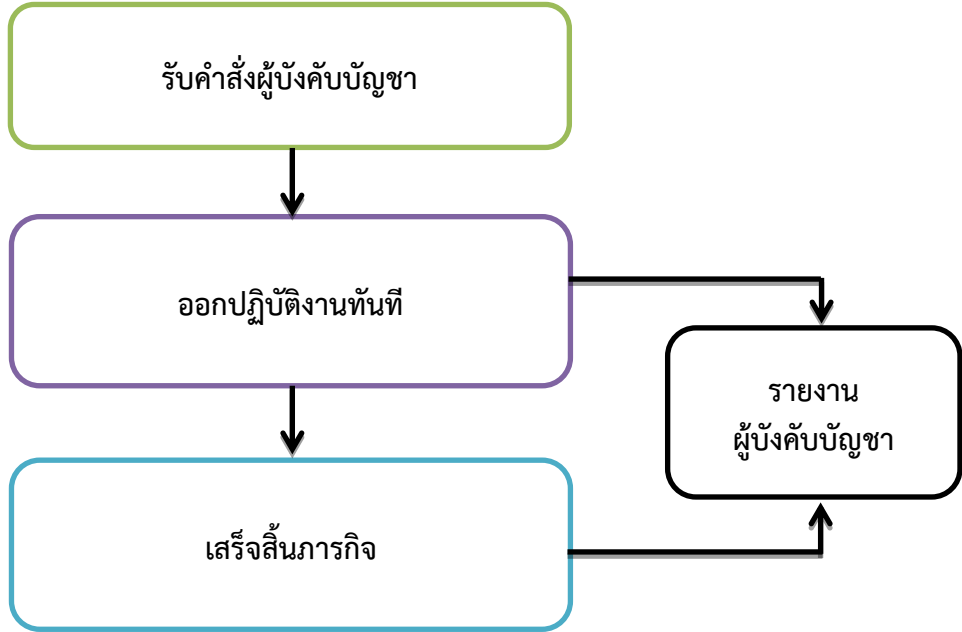 รับคำสั่งผู้บังคับบัญชา
ออกปฏิบัติงานทันที
รายงาน
ผู้บังคับบัญชา
เสร็จสิ้นภารกิจ